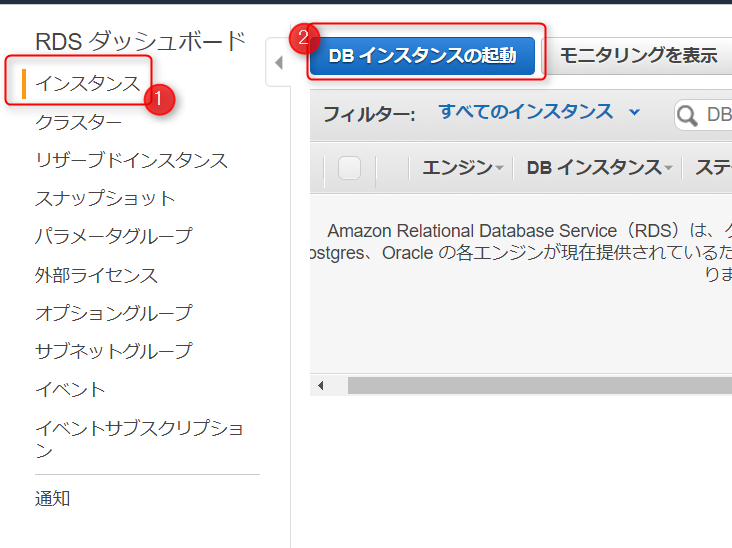 RDS ダッシュボード
インスタンス
1
クラスター
リザーブドインスタンス
スナップショット
パラメータグループ
外部ライセンス
オプショングループ
サブネットグループ
イベント
イベントサブスクリプショ
ン
通知
2
DB インスタンスの起動
モニタリングを表示
フィルター: すべてのインスタンス
DB
エンジン DB インスタンス ステ
Amazon Relational Database Service（RDS）は、ク
ostgres、Oracle の各エンジンが現在提供されているた
りま